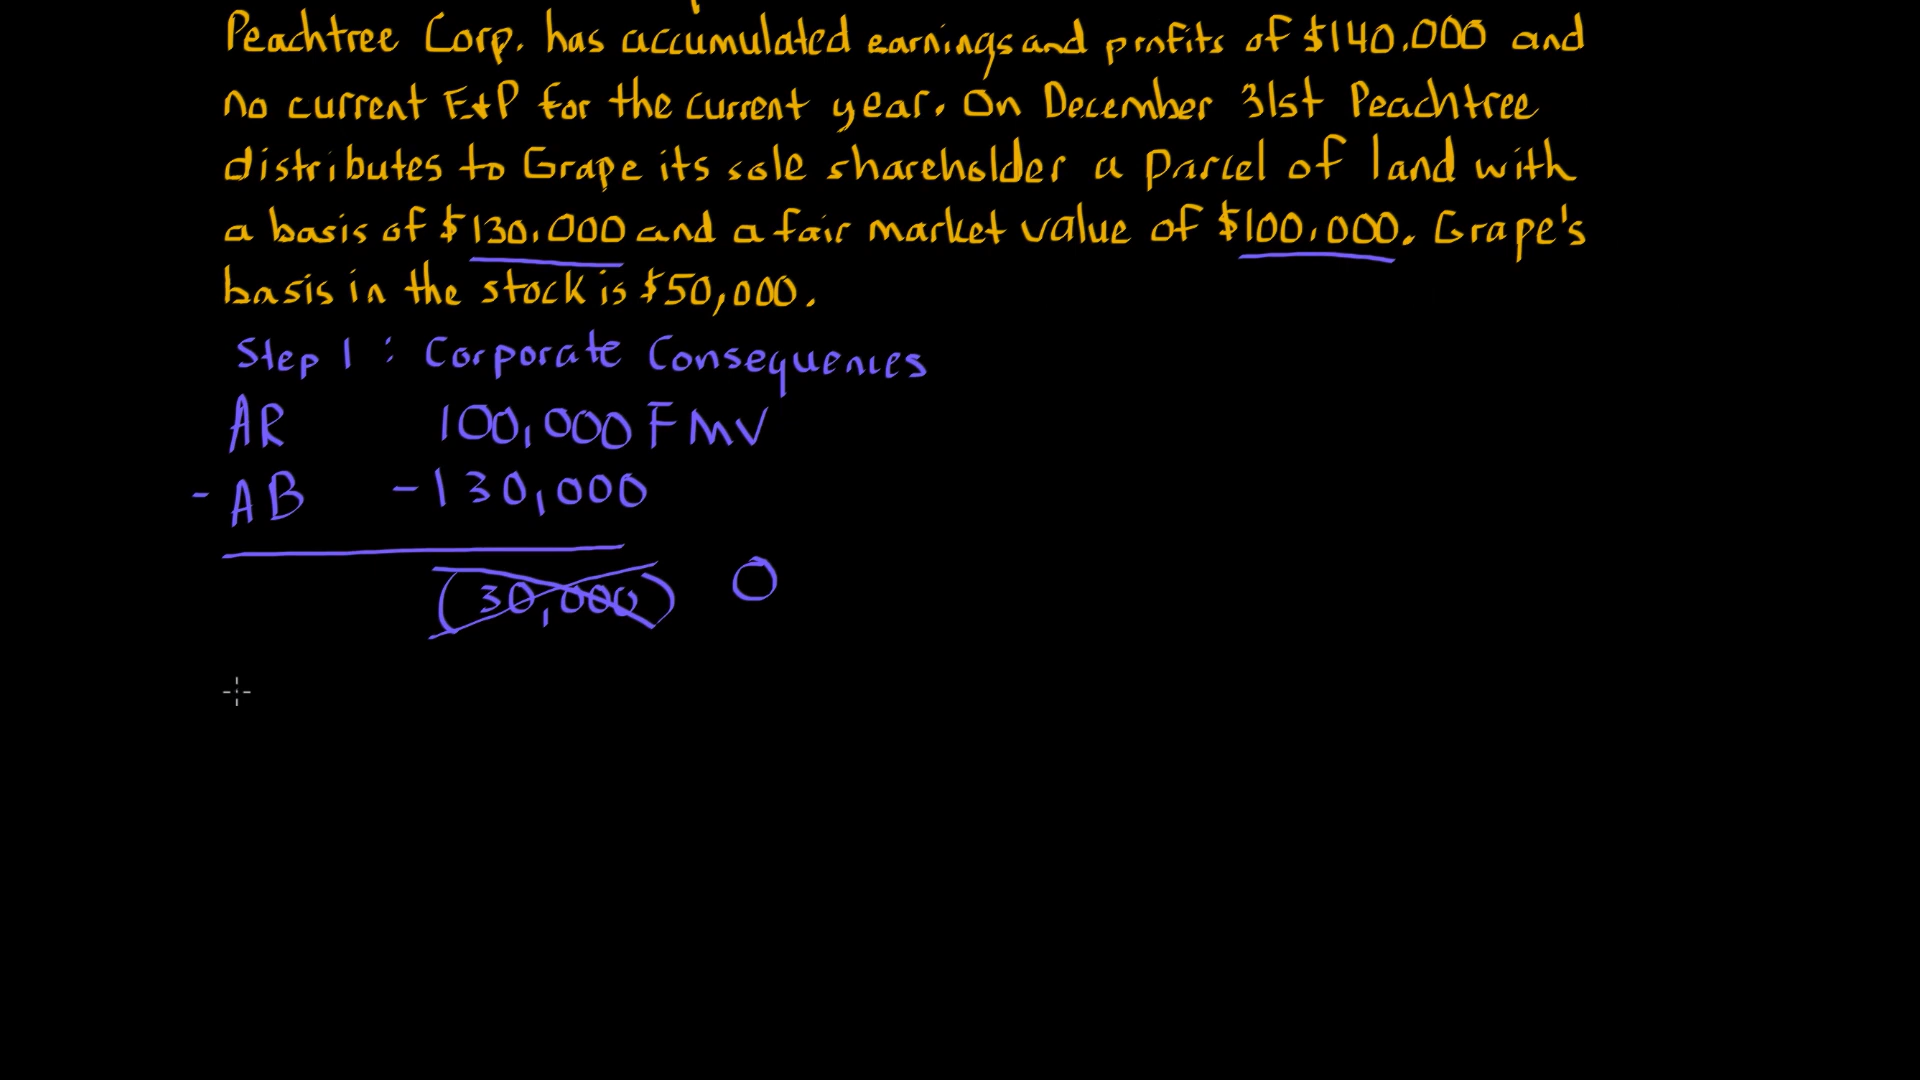 Peachtree Corp. has accumulated earnings and profits of $140,000 and
no current E+P for the current year. On December 31st Peachtree
distributes to Grape its sole shareholder a parcel of land with
a basis of $130,000 and a fair market value of $100,000. Grape's
basis in the stock is $50,000.
Step 1 : Corporate Consequences
AR 100,000 FMV
- AB -130,000
(30,000) 0